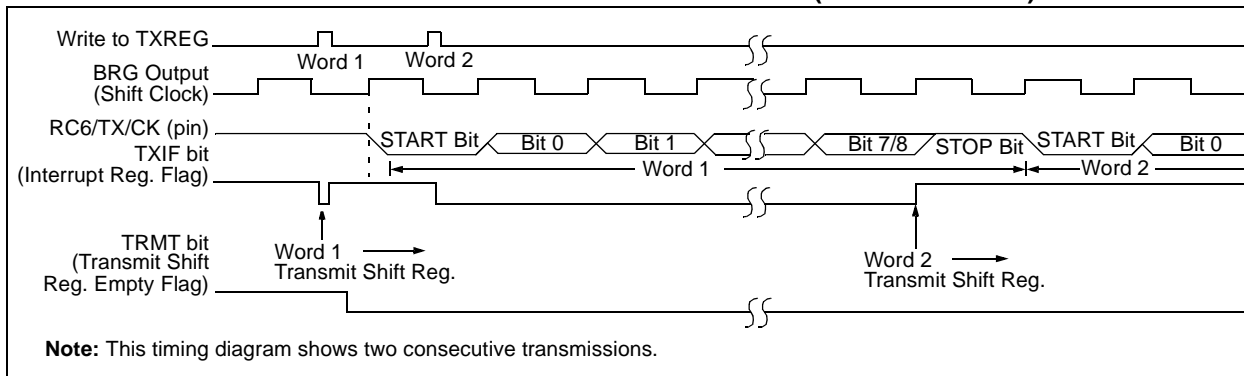 Write to TXREG
Word 1
Word 2
BRG Output
(Shift Clock)
RC6/TX/CK (pin)
START Bit
Bit 0
Bit 1
Bit 7/8
STOP Bit
START Bit
Bit 0
Word 1
Word 2
TXIF bit
(Interrupt Reg. Flag)
Word 1
Transmit Shift Reg.
Word 2
Transmit Shift Reg.
TRMT bit
(Transmit Shift
Reg. Empty Flag)
Note: This timing diagram shows two consecutive transmissions.